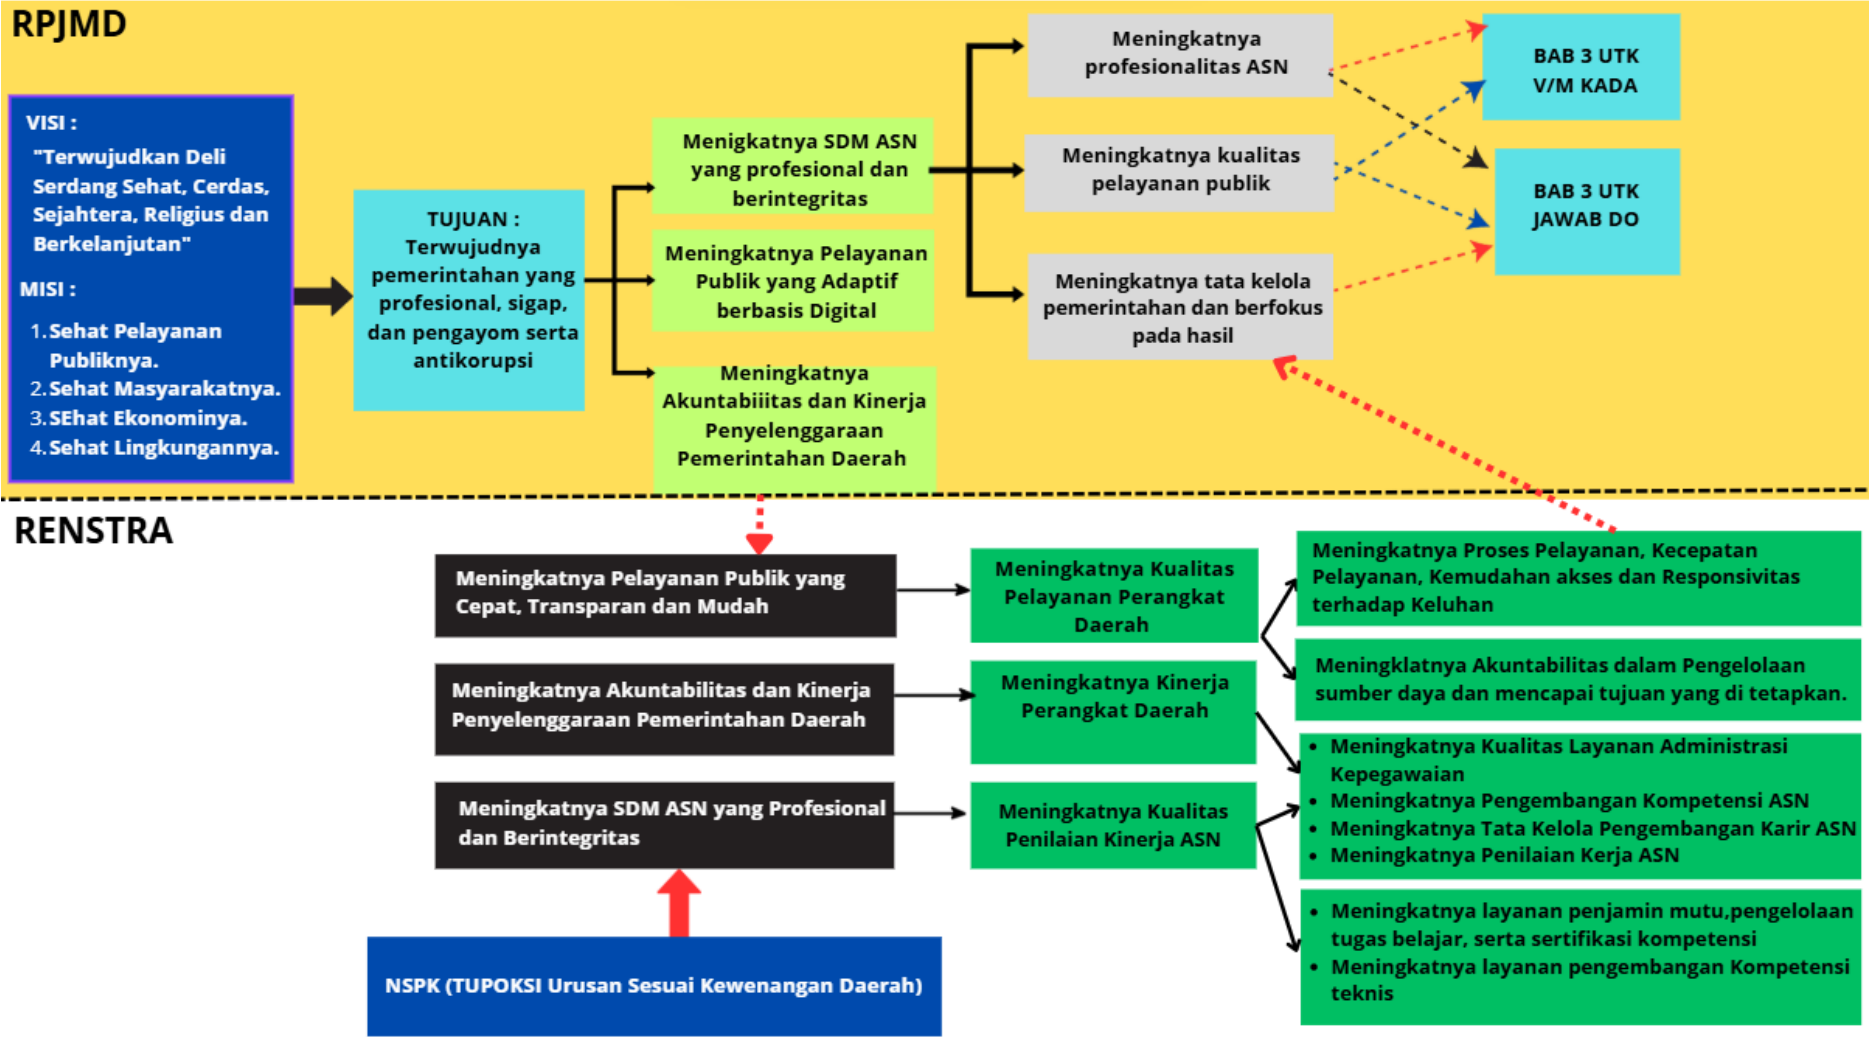 RPJMD
VISI :
"Terwujudkan Deli
Serdang Sehat, Cerdas,
Sejahtera, Religius dan
Berkelanjutan"
MISI :
1. Sehat Pelayanan
Publiknya.
2. Sehat Masyarakatnya.
3. SEhat Ekonominya.
4. Sehat Lingkungannya.
TUJUAN :
Terwujudnya
pemerintahan yang
profesional, sigap,
dan pengayom serta
antikorupsi
Menigkatnya SDM ASN
yang profesional dan
berintegritas
Meningkatnya Pelayanan
Publik yang Adaptif
berbasis Digital
Meningkatnya
Akuntabiiitas dan Kinerja
Penyelenggaraan
Pemerintahan Daerah
Meningkatnya
profesionalitas ASN
Meningkatnya kualitas
pelayanan publik
Meningkatnya tata kelola
pemerintahan dan berfokus
pada hasil
BAB 3 UTK
V/M KADA
BAB 3 UTK
JAWAB DO
RENSTRA
Meningkatnya Pelayanan Publik yang
Cepat, Transparan dan Mudah
Meningkatnya Akuntabilitas dan Kinerja
Penyelenggaraan Pemerintahan Daerah
Meningkatnya SDM ASN yang Profesional
dan Berintegritas
NSPK (TUPOKSI Urusan Sesuai Kewenangan Daerah)
Meningkatnya Kualitas
Pelayanan Perangkat
Daerah
Meningkatnya Kinerja
Perangkat Daerah
Meningkatnya Kualitas
Penilaian Kinerja ASN
Meningkatnya Proses Pelayanan, Kecepatan
Pelayanan, Kemudahan akses dan Responsivitas
terhadap Keluhan
Meningklatnya Akuntabilitas dalam Pengelolaan
sumber daya dan mencapai tujuan yang di tetapkan.
• Meningkatnya Kualitas Layanan Administrasi
Kepegawaian
• Meningkatnya Pengembangan Kompetensi ASN
• Meningkatnya Tata Kelola Pengembangan Karir ASN
• Meningkatnya Penilaian Kerja ASN
• Meningkatnya layanan penjamin mutu,pengelolaan
tugas belajar, serta sertifikasi kompetensi
• Meningkatnya layanan pengembangan Kompetensi
teknis